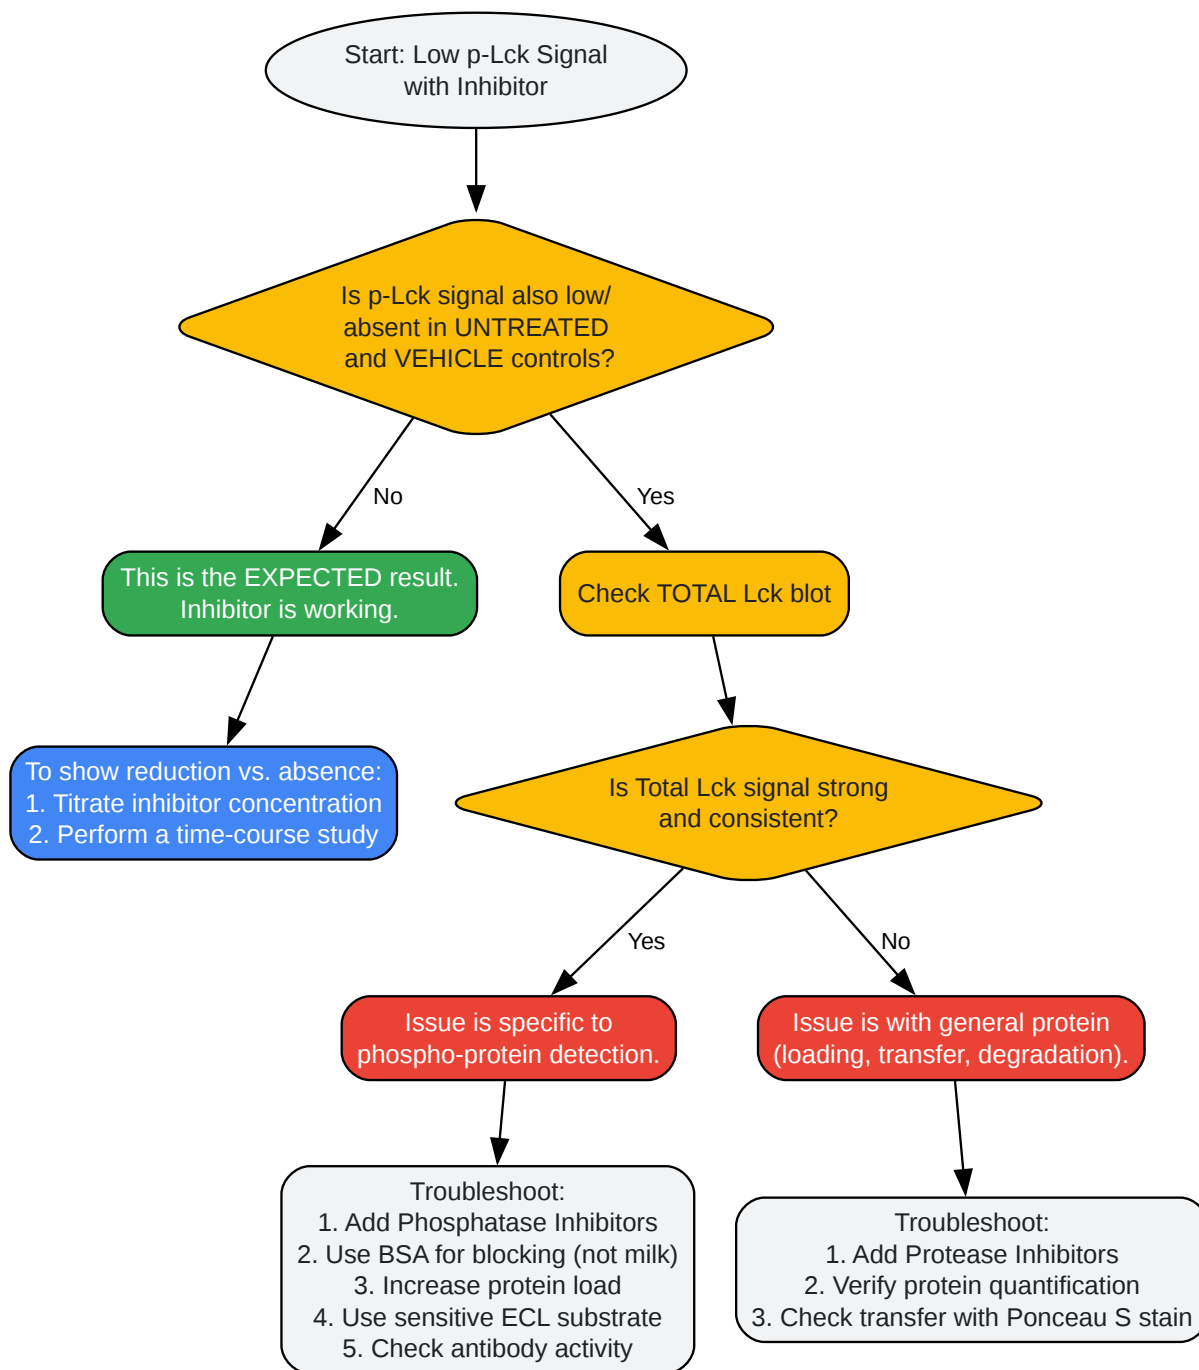 Start: Low p-Lck Signal
with Inhibitor
Is p-Lck signal also low/
absent in UNTREATED
and VEHICLE controls?
No
Yes
This is the EXPECTED result.
Inhibitor is working.
Check TOTAL Lck blot
To show reduction vs. absence:
1. Titrate inhibitor concentration
2. Perform a time-course study
Is Total Lck signal strong
and consistent?
Yes
No
Issue is specific to
phospho-protein detection.
Issue is with general protein
(loading, transfer, degradation).
Troubleshoot:
1. Add Phosphatase Inhibitors
2. Use BSA for blocking (not milk)
3. Increase protein load
4. Use sensitive ECL substrate
5. Check antibody activity
Troubleshoot:
1. Add Protease Inhibitors
2. Verify protein quantification
3. Check transfer with Ponceau S stain